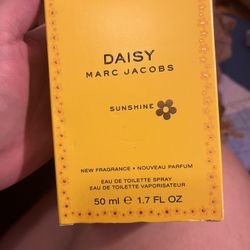 DAISY
MARC JACOBS
SUNSHINE
NEW FRAGRANCE • NOUVEAU PARFUM
EAU DE TOILETTE SPRAY
EAU DE TOILETTE VAPORISATEUR
50 ml ℮ 1.7 FL OZ